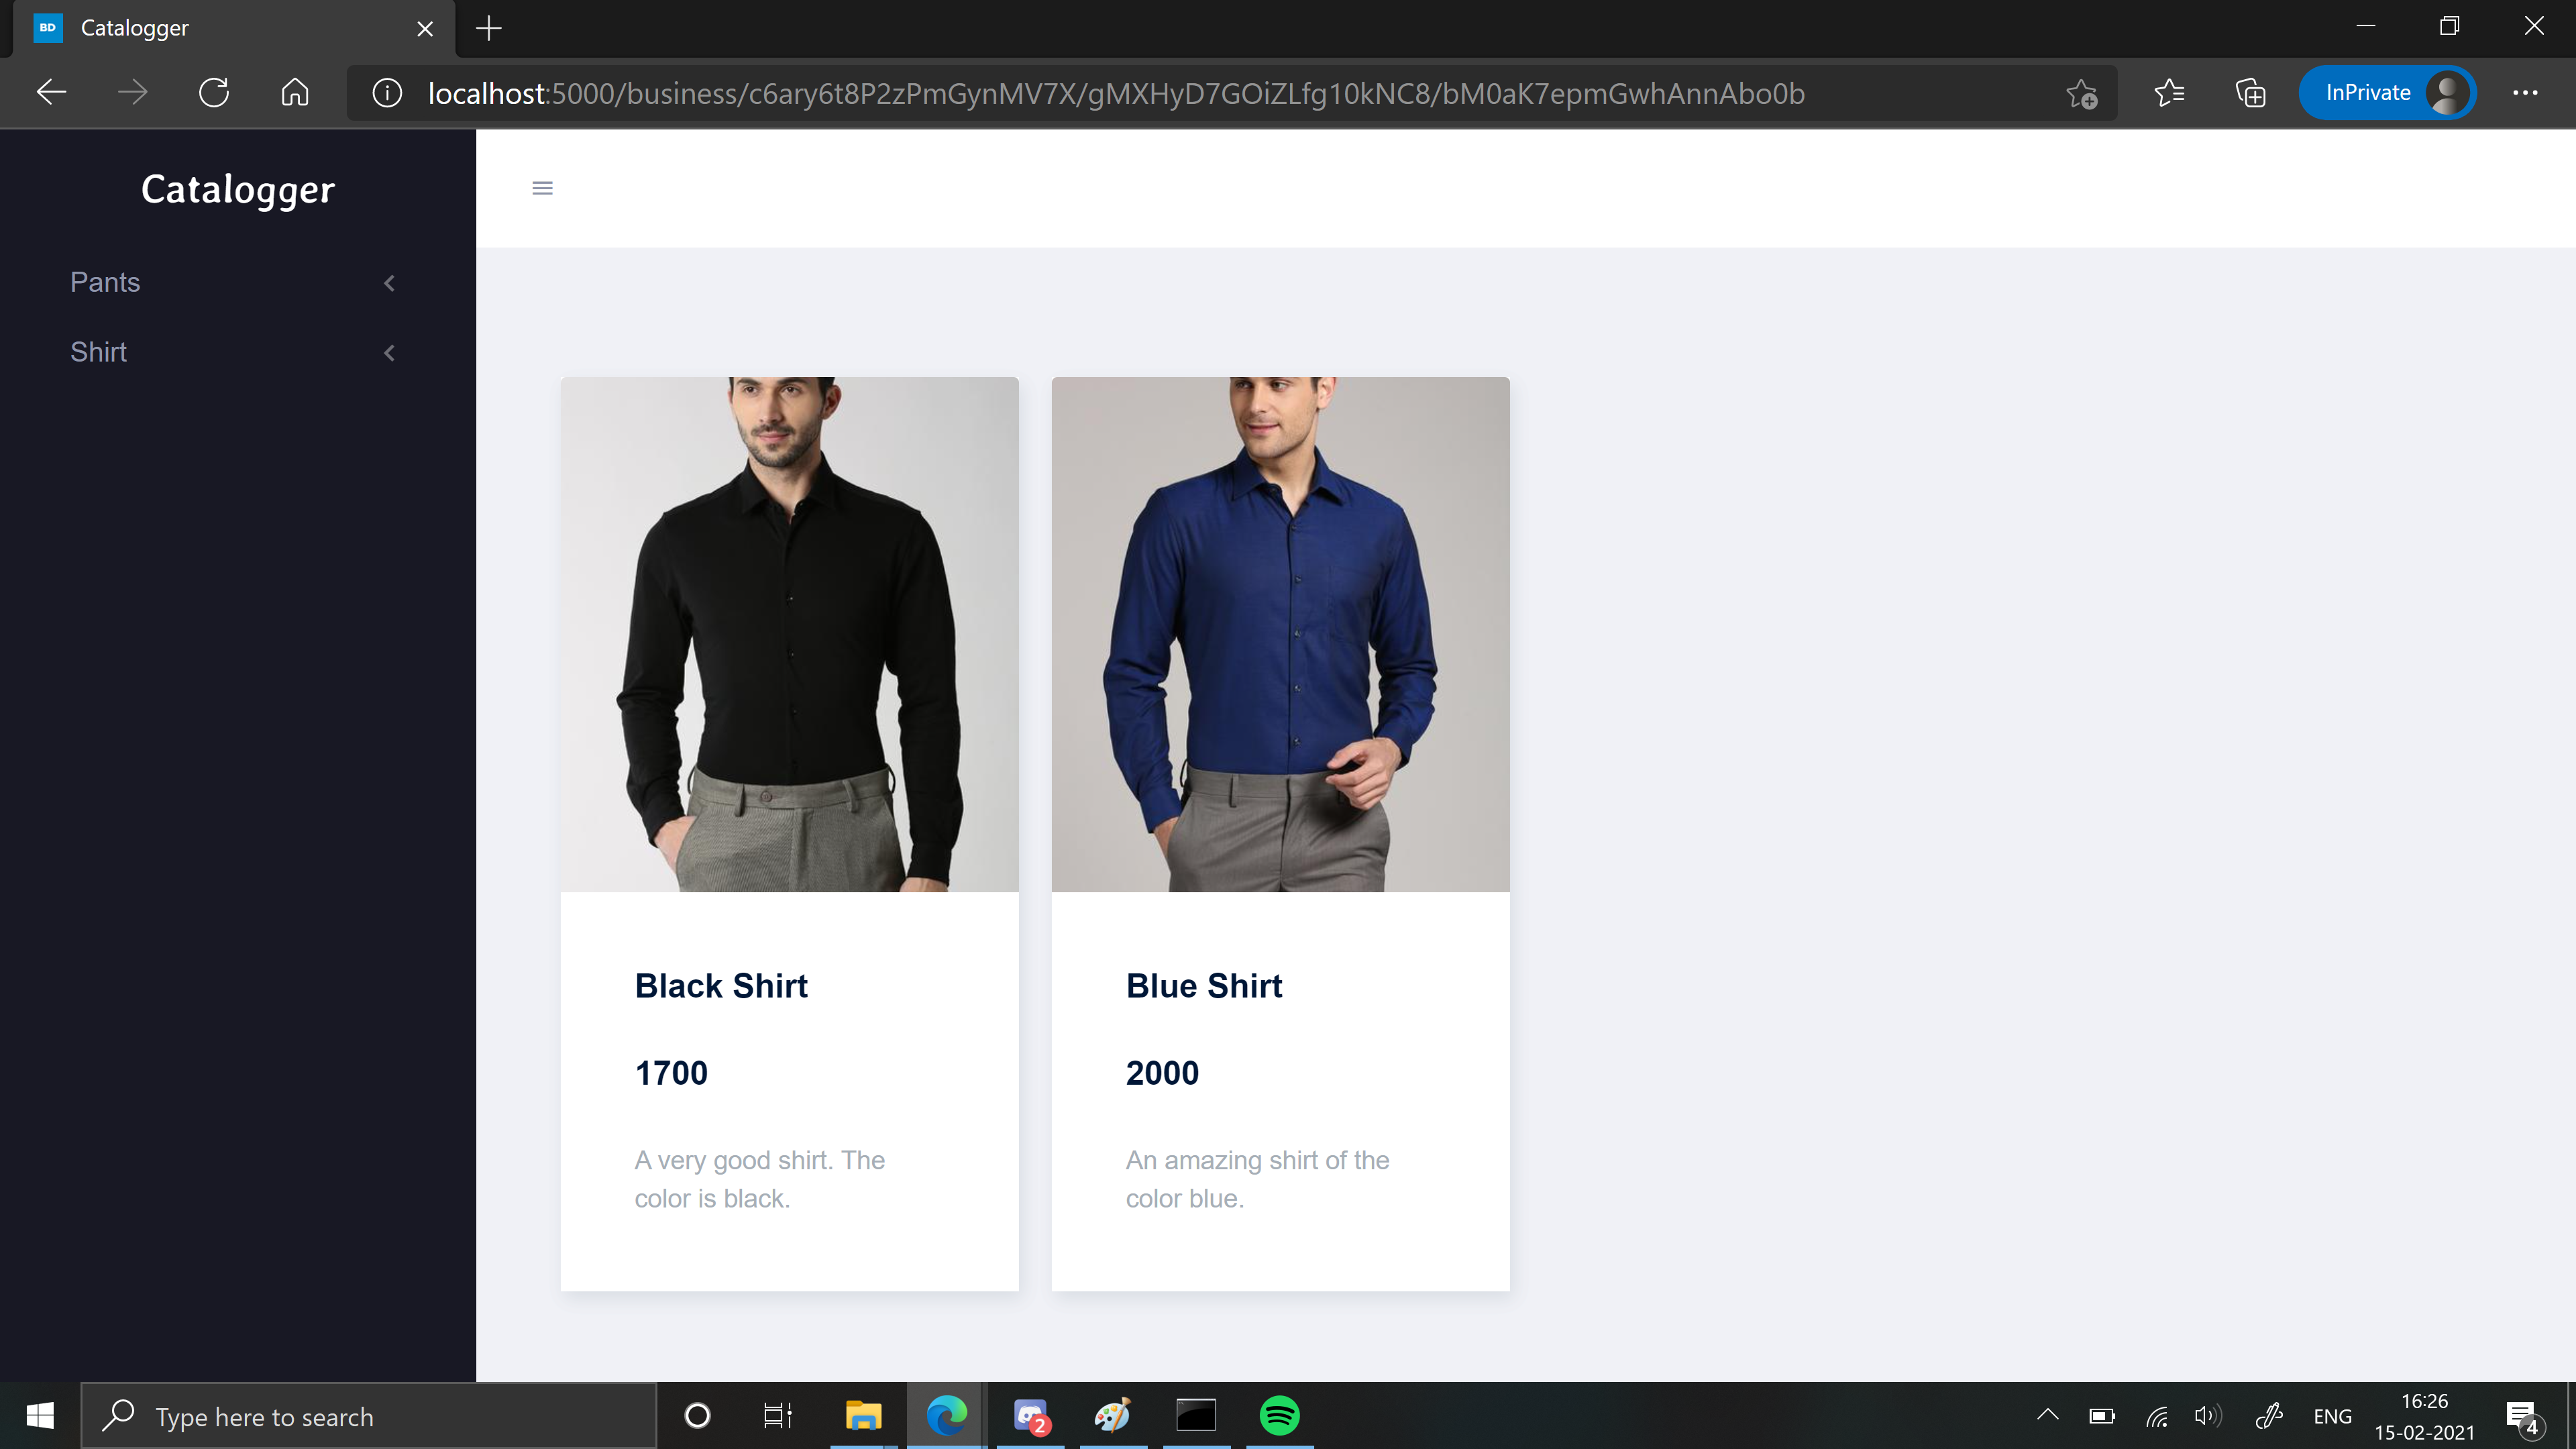 BD Catalogger
localhost:5000/business/c6ary6t8P2zPmGynMV7X/gMXHyD7GOiZLfg10kNC8/bM0aK7epmGwhAnnAbo0b
InPrivate
Catalogger
Pants
Shirt
Black Shirt
1700
A very good shirt. The
color is black.
Blue Shirt
2000
An amazing shirt of the
color blue.
Type here to search
2
ENG
16:26
15-02-2021
4